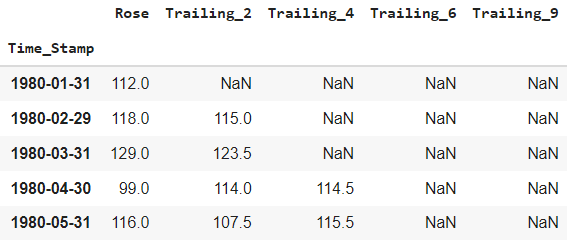 Rose Trailing_2 Trailing_4 Trailing_6 Trailing_9
Time_Stamp
1980-01-31 112.0 NaN NaN NaN NaN
1980-02-29 118.0 115.0 NaN NaN NaN
1980-03-31 129.0 123.5 NaN NaN NaN
1980-04-30 99.0 114.0 114.5 NaN NaN
1980-05-31 116.0 107.5 115.5 NaN NaN